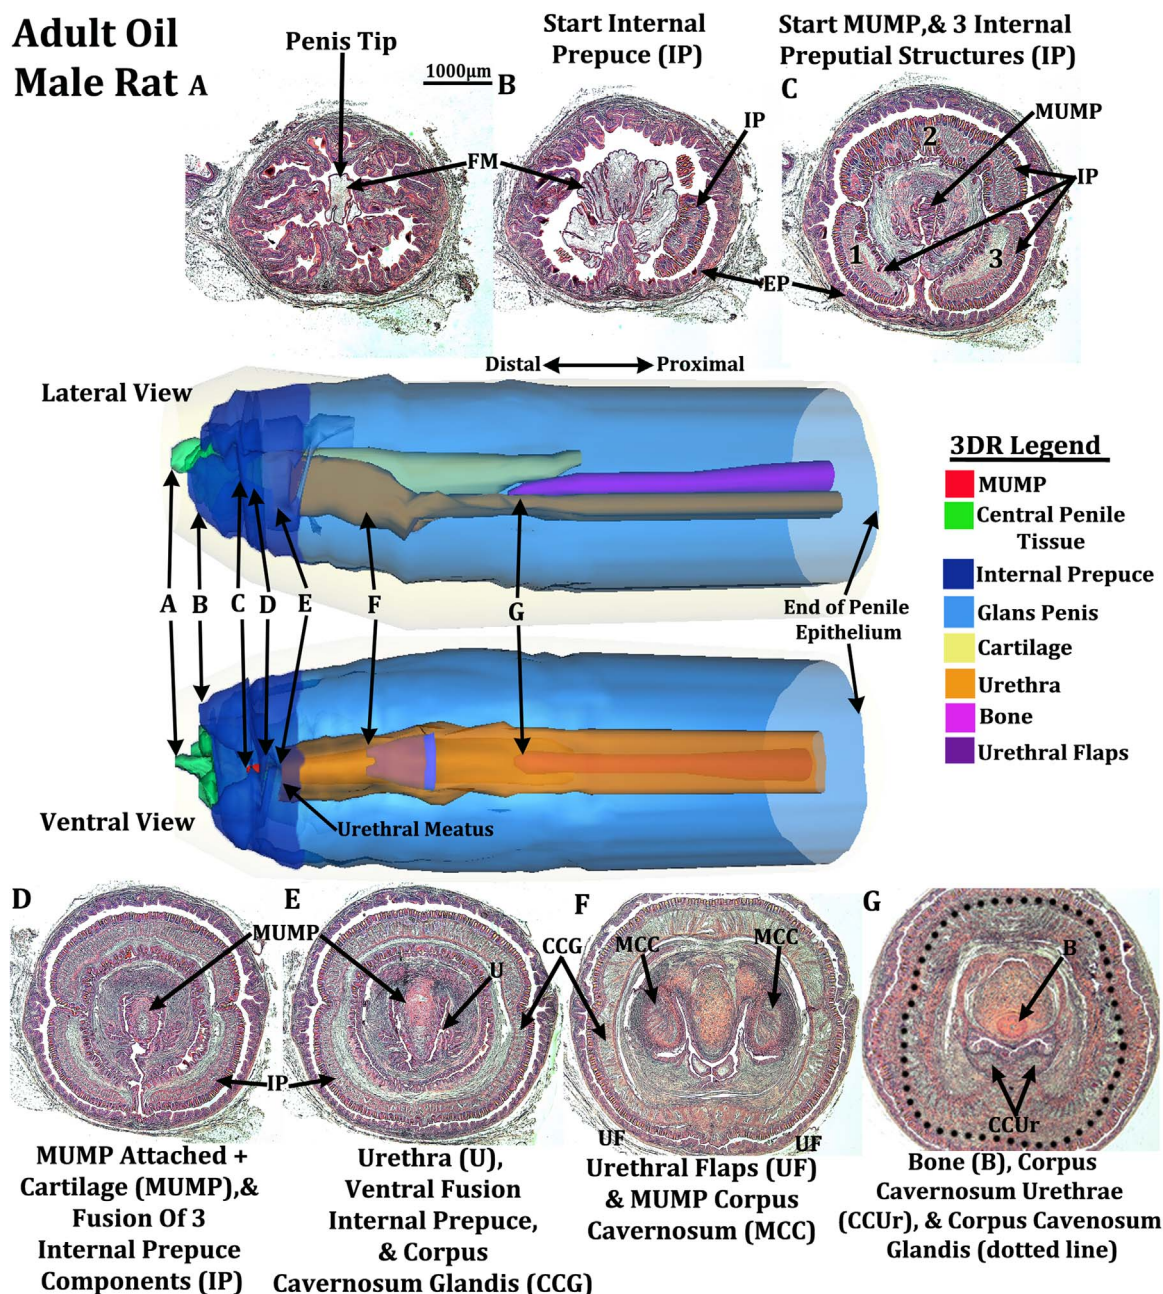 Adult Oil
Male Rat A
Penis Tip
1000µm
FM
Start Internal
Prepuce (IP)
B
IP
EP
Start MUMP,& 3 Internal
Preputial Structures (IP)
C
MUMP
IP
2
1
3
Distal
Proximal
Lateral View
A
B
C
D
E
F
G
End of Penile
Epithelium
Ventral View
Urethral Meatus
3DR Legend
MUMP
Central Penile
Tissue
Internal Prepuce
Glans Penis
Cartilage
Urethra
Bone
Urethral Flaps
D
MUMP
IP
E
U
CCG
F
MCC
MCC
UF
UF
G
B
CCUr
MUMP Attached +
Cartilage (MUMP),&
Fusion Of 3
Internal Prepuce
Components (IP)
Urethra (U),
Ventral Fusion
Internal Prepuce,
& Corpus
Cavernosum Glandis (CCG)
Urethral Flaps (UF)
& MUMP Corpus
Cavernosum (MCC)
Bone (B), Corpus
Cavernosum Urethrae
(CCUr), & Corpus Cavenosum
Glandis (dotted line)